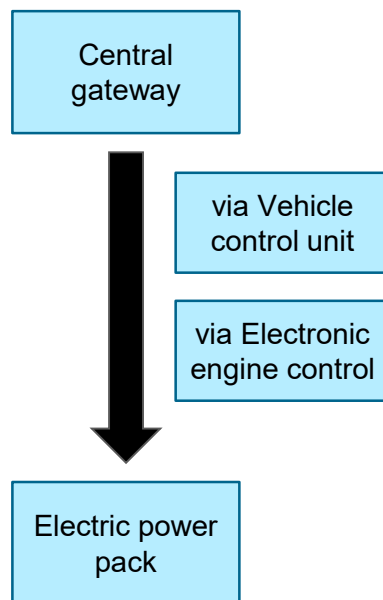 Central
gateway
via Vehicle
control unit
via Electronic
engine control
Electric power
pack